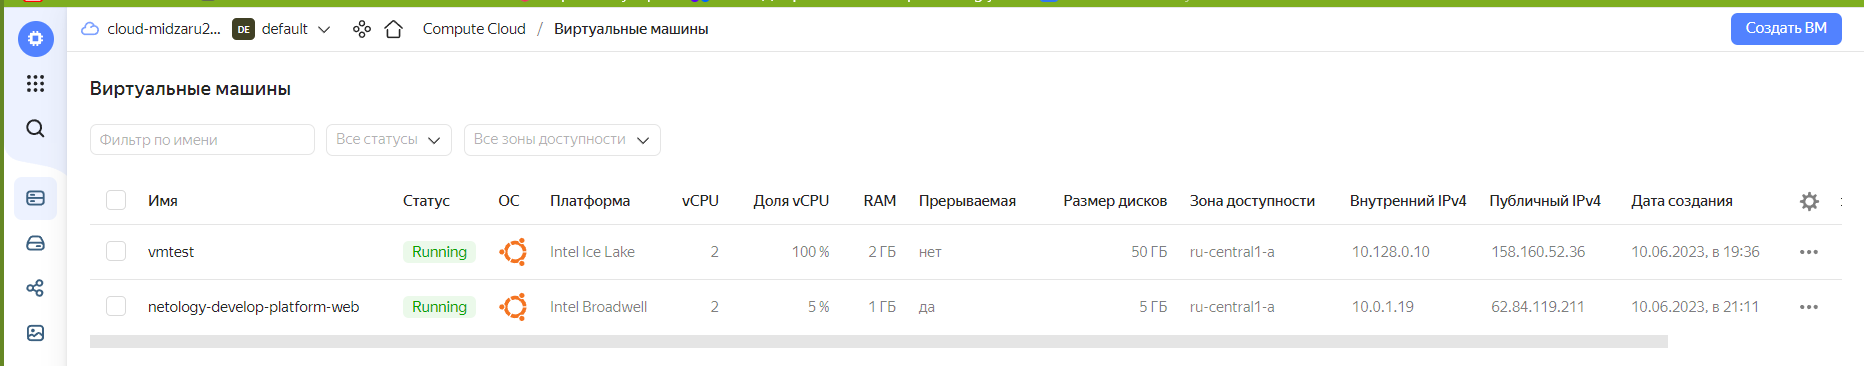 cloud-midzaru2... DE default Compute Cloud / Виртуальные машины Создать ВМ
Виртуальные машины
Фильтр по имени Все статусы Все зоны доступности
Имя Статус ОС Платформа vCPU Доля vCPU RAM Прерываемая Размер дисков Зона доступности Внутренний IPv4 Публичный IPv4 Дата создания
vmtest Running Intel Ice Lake 2 100 % 2 ГБ нет 50 ГБ ru-central1-a 10.128.0.10 158.160.52.36 10.06.2023, в 19:36
netology-develop-platform-web Running Intel Broadwell 2 5 % 1 ГБ да 5 ГБ ru-central1-a 10.0.1.19 62.84.119.211 10.06.2023, в 21:11